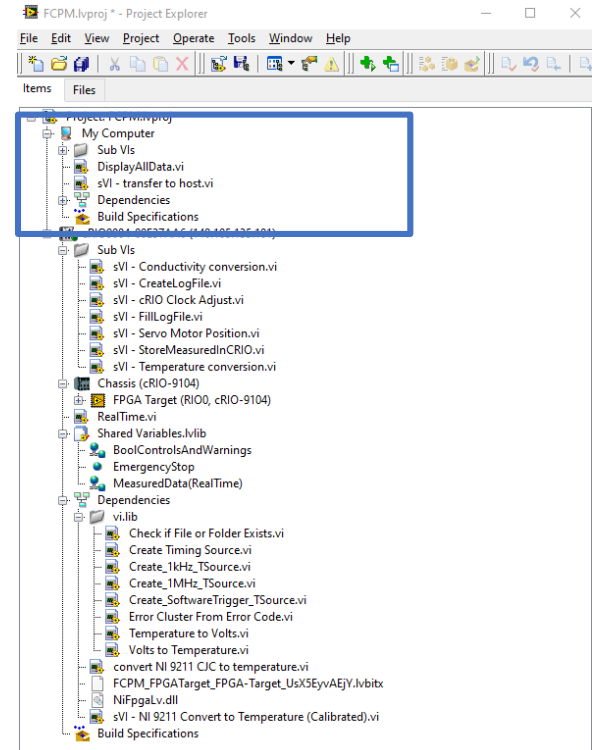 FCPM.lvproj * - Project Explorer
File Edit View Project Operate Tools Window Help
Items Files
Project: FCPM.lvproj
My Computer
Sub VIs
DisplayAllData.vi
sVI - transfer to host.vi
Dependencies
Build Specifications
Sub VIs
sVI - Conductivity conversion.vi
sVI - CreateLogFile.vi
sVI - cRIO Clock Adjust.vi
sVI - FillLogFile.vi
sVI - Servo Motor Position.vi
sVI - StoreMeasuredInCRIO.vi
sVI - Temperature conversion.vi
Chassis (cRIO-9104)
FPGA Target (RIO0, cRIO-9104)
RealTime.vi
Shared Variables.lvlib
BoolControlsAndWarnings
EmergencyStop
MeasuredData(RealTime)
Dependencies
vi.lib
Check if File or Folder Exists.vi
Create Timing Source.vi
Create_1kHz_TSource.vi
Create_1MHz_TSource.vi
Create_SoftwareTrigger_TSource.vi
Error Cluster From Error Code.vi
Temperature to Volts.vi
Volts to Temperature.vi
convert NI 9211 CJC to temperature.vi
FCPM_FPGATarget_FPGA-Target_UsX5EyvAEjY.lvbitx
NiFpgaLv.dll
sVI - NI 9211 Convert to Temperature (Calibrated).vi
Build Specifications